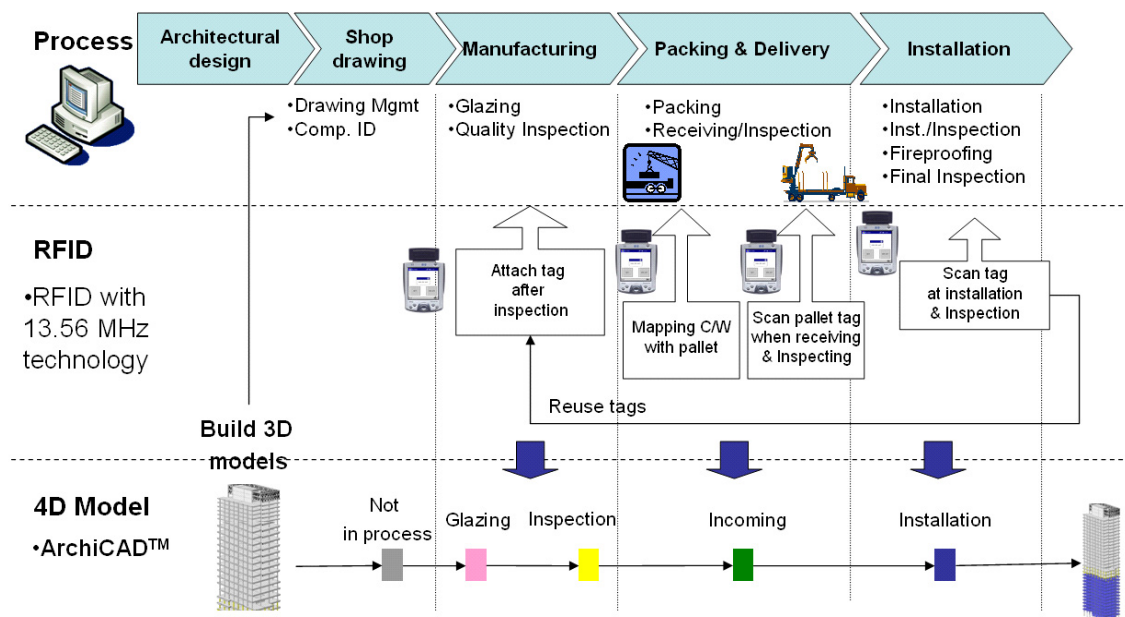 Process
Architectural
design
Shop
drawing
Manufacturing
Packing & Delivery
Installation
•Drawing Mgmt
•Comp. ID
•Glazing
•Quality Inspection
•Packing
•Receiving/Inspection
•Installation
•Inst./Inspection
•Fireproofing
•Final Inspection
RFID
•RFID with
13.56 MHz
technology
Attach tag
after
inspection
Mapping C/W
with pallet
Scan pallet tag
when receiving
& Inspecting
Scan tag
at installation
& Inspection
Reuse tags
Build 3D
models
4D Model
•ArchiCAD™
Not
in process
Glazing
Inspection
Incoming
Installation